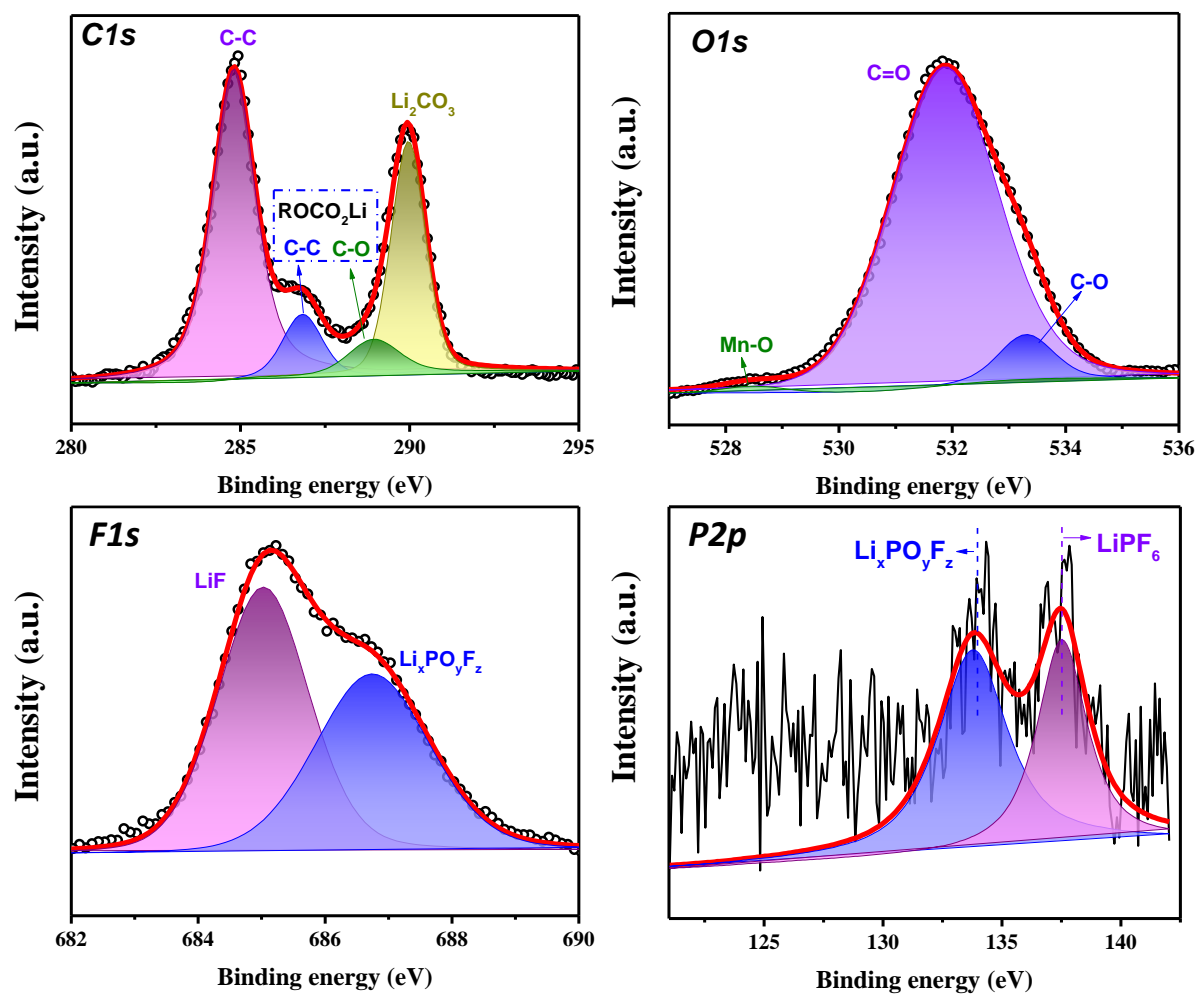 C1s
C-C
Li₂CO₃
ROCO₂Li
C-C C-O
Intensity (a.u.)
280 285 290 295
Binding energy (eV)
O1s
C=O
C-O
Mn-O
Intensity (a.u.)
528 530 532 534 536
Binding energy (eV)
F1s
LiF
LiₓPOᵧF_z
Intensity (a.u.)
682 684 686 688 690
Binding energy (eV)
P2p
LiₓPOᵧF_z
LiPF₆
Intensity (a.u.)
125 130 135 140
Binding energy (eV)